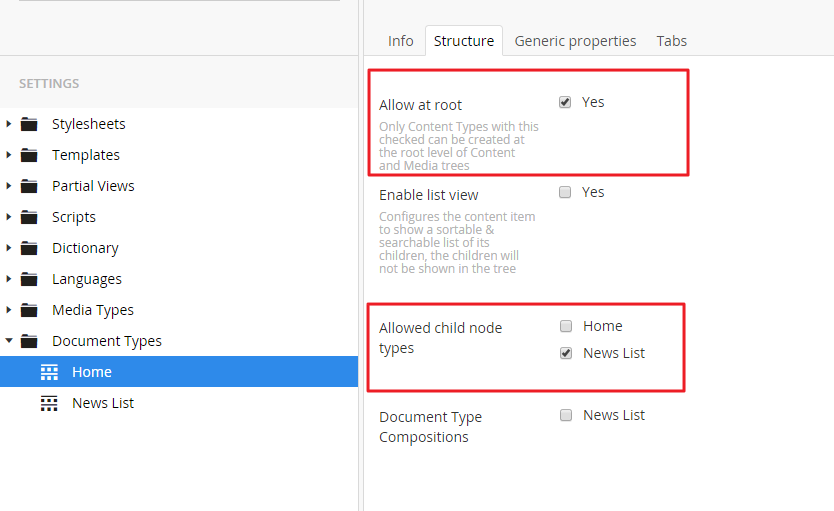 Info Structure Generic properties Tabs
SETTINGS
Stylesheets
Templates
Partial Views
Scripts
Dictionary
Languages
Media Types
Document Types
Home
News List
Allow at root
Yes
Only Content Types with this
checked can be created at
the root level of Content
and Media trees
Enable list view
Yes
Configures the content item
to show a sortable &
searchable list of its
children, the children will
not be shown in the tree
Allowed child node
types
Home
News List
Document Type
Compositions
News List